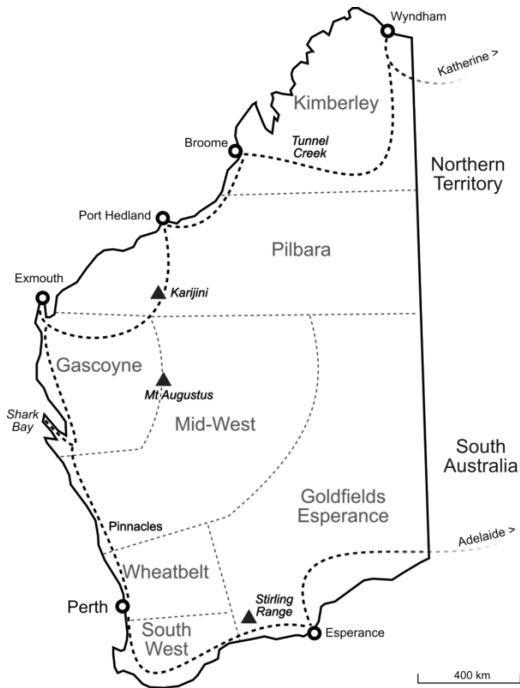 Wyndham
Katherine >
Kimberley
Tunnel
Creek
Broome
Northern
Territory
Port Hedland
Pilbara
Exmouth
Karijini
Gascoyne
Mt Augustus
Mid-West
Shark
Bay
South
Australia
Goldfields
Esperance
Pinnacles
Adelaide >
Wheatbelt
Stirling
Range
Perth
South
West
Esperance
400 km